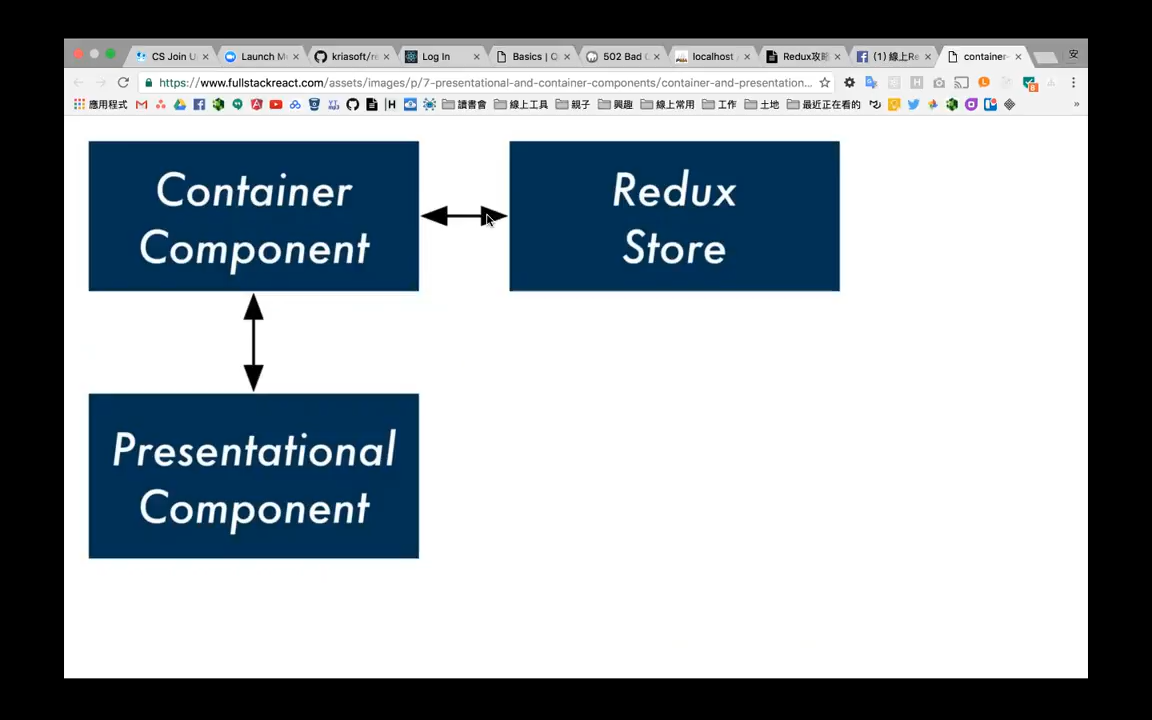 CS Join U
Launch M
kriasoft/r
Log In
Basics | Q
502 Bad
localhost
Redux攻略
(1) 線上Re
container-
安
https://www.fullstackreact.com/assets/images/p/7-presentational-and-container-components/container-and-presentation...
應用程式
讀書會
線上工具
親子
興趣
線上常用
工作
土地
最近正在看的
»
Container
Component
Redux
Store
Presentational
Component